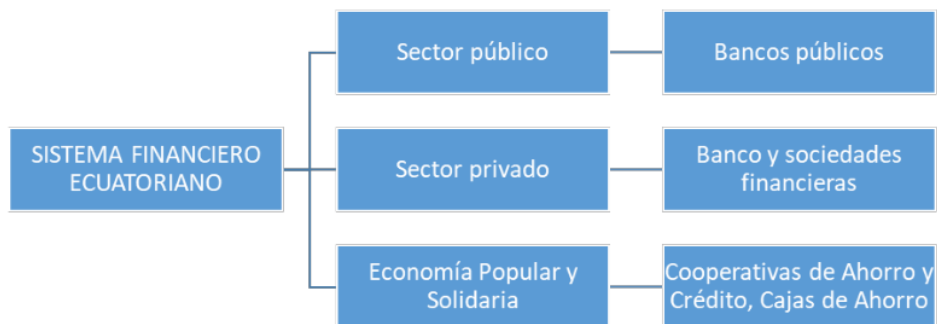 Sector público
Bancos públicos
SISTEMA FINANCIERO
ECUATORIANO
Sector privado
Banco y sociedades
financieras
Economía Popular y
Solidaria
Cooperativas de Ahorro y
Crédito, Cajas de Ahorro